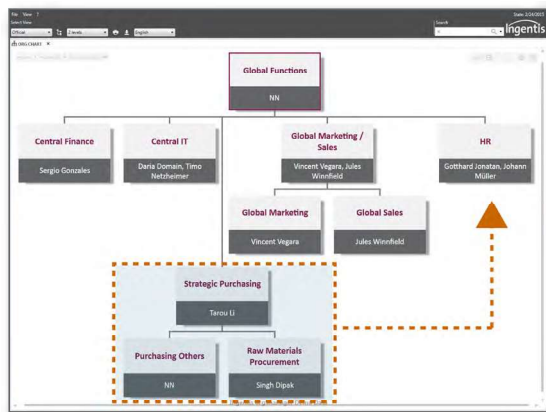 File View ?
Date: 2/24/2015
Select View
Search
Official
2 levels
English
Ingentis
ORG CHART
Global Functions
NN
Central Finance
Sergio Gonzales
Central IT
Daria Domain, Timo
Netzheimer
Global Marketing /
Sales
Vincent Vegara, Jules
Winnfield
HR
Gotthard Jonatan, Johann
Müller
Global Marketing
Vincent Vegara
Global Sales
Jules Winnfield
Strategic Purchasing
Tarou Li
Purchasing Others
NN
Raw Materials
Procurement
Singh Dipak